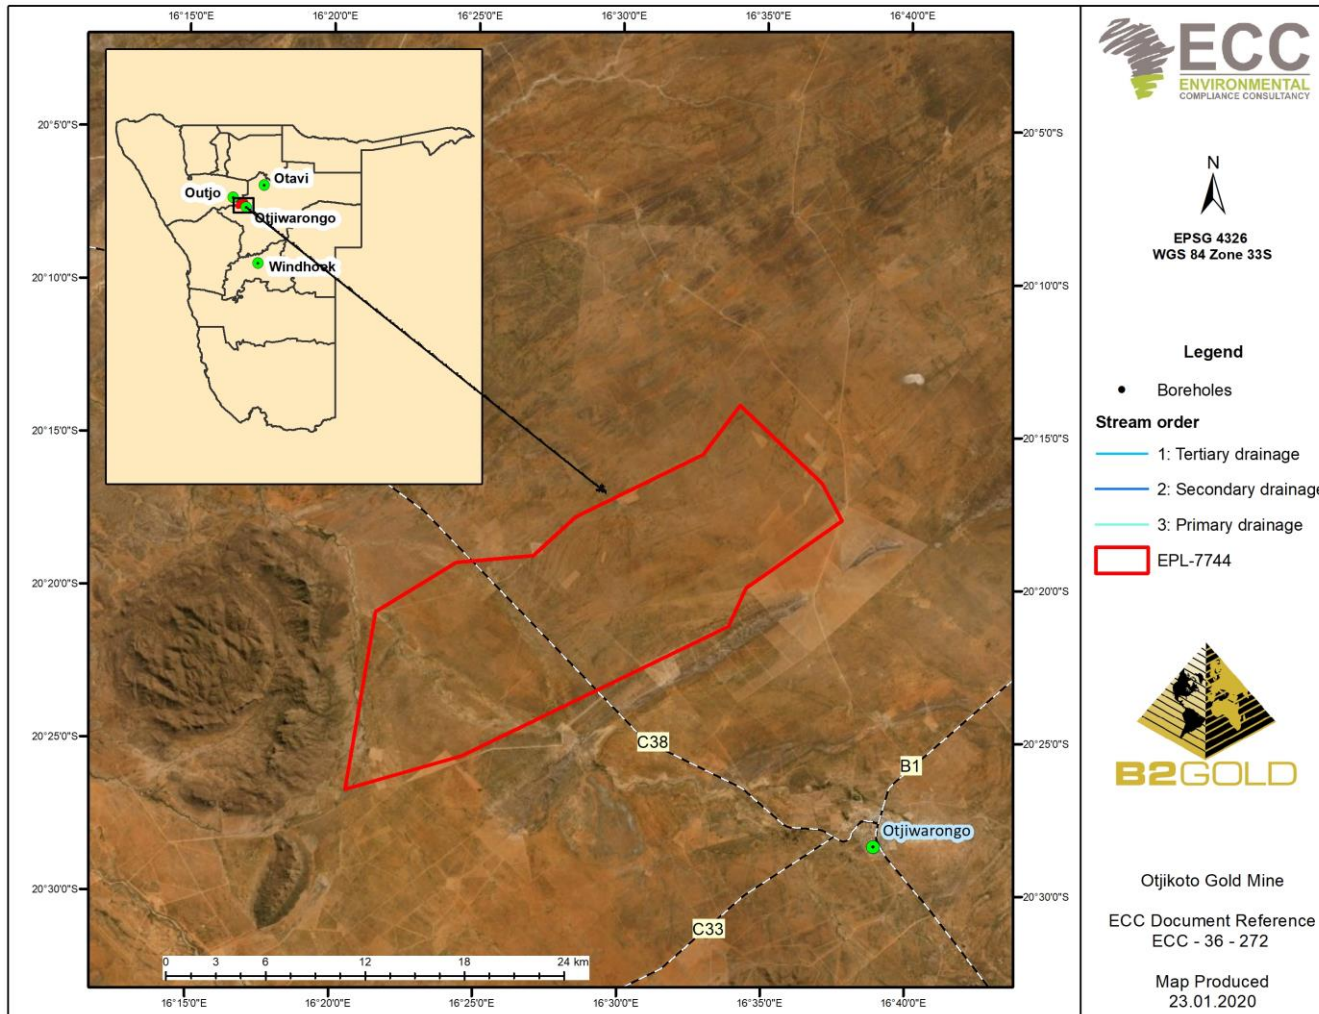 16°15'0"E 16°20'0"E 16°25'0"E 16°30'0"E 16°35'0"E 16°40'0"E
20°5'0"S
20°10'0"S
20°15'0"S
20°20'0"S
20°25'0"S
20°30'0"S
Outjo
Otavi
Otjiwarongo
Windhoek
C38
B1
Otjiwarongo
C33
0 3 6 12 18 24 km
20°5'0"S
20°10'0"S
20°15'0"S
20°20'0"S
20°25'0"S
20°30'0"S
16°15'0"E 16°20'0"E 16°25'0"E 16°30'0"E 16°35'0"E 16°40'0"E
ECC
ENVIRONMENTAL
COMPLIANCE CONSULTANCY
N
EPSG 4326
WGS 84 Zone 33S
Legend
Boreholes
Stream order
1: Tertiary drainage
2: Secondary drainage
3: Primary drainage
EPL-7744
B2GOLD
Otjikoto Gold Mine
ECC Document Reference
ECC - 36 - 272
Map Produced
23.01.2020